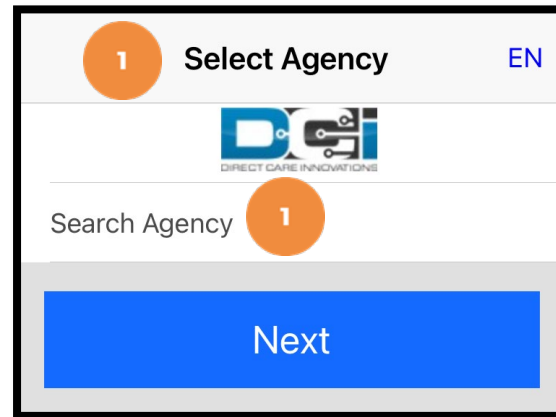 1 Select Agency EN
DCi
DIRECT CARE INNOVATIONS
Search Agency 1
Next